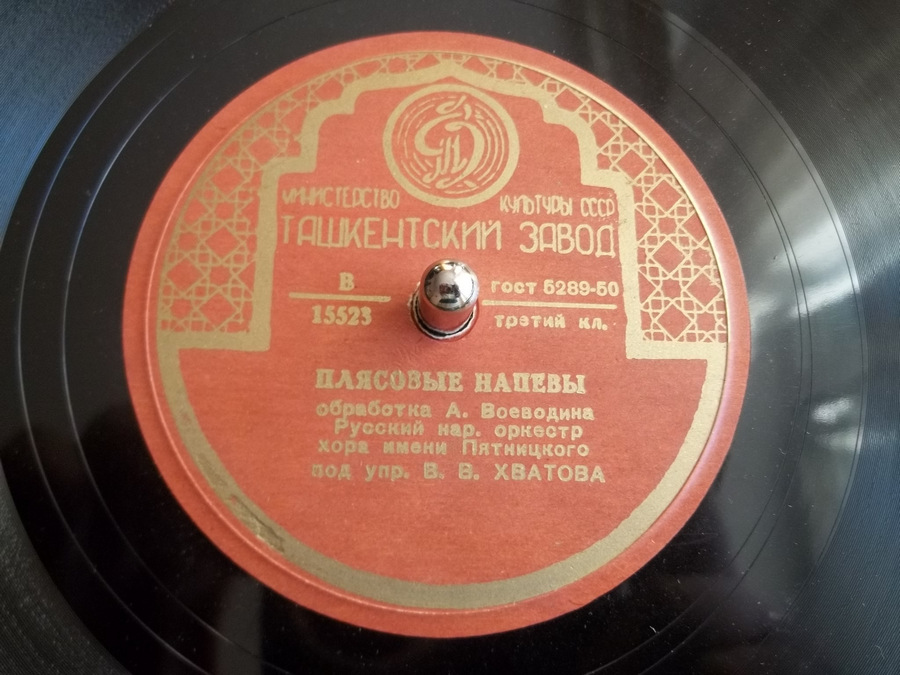 МИНИСТЕРСТВО КУЛЬТУРЫ СССР
ТАШКЕНТСКИЙ ЗАВОД
В
15523
ГОСТ 5289-50
третий кл.
ПЛЯСОВЫЕ НАПЕВЫ
обработка А. Воеводина
Русский нар. оркестр
хора имени Пятницкого
под упр. В. В. ХВАТОВА